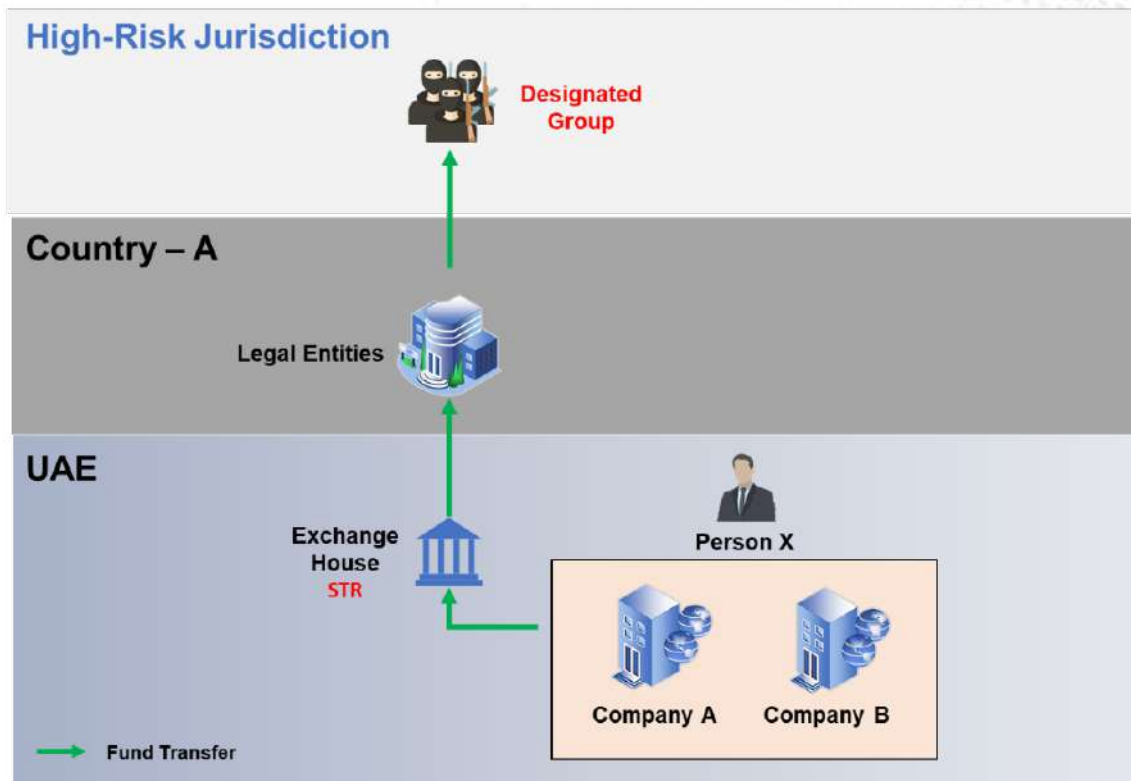 High-Risk Jurisdiction
Designated
Group
Country – A
Legal Entities
UAE
Exchange
House
STR
Person X
Company A
Company B
Fund Transfer